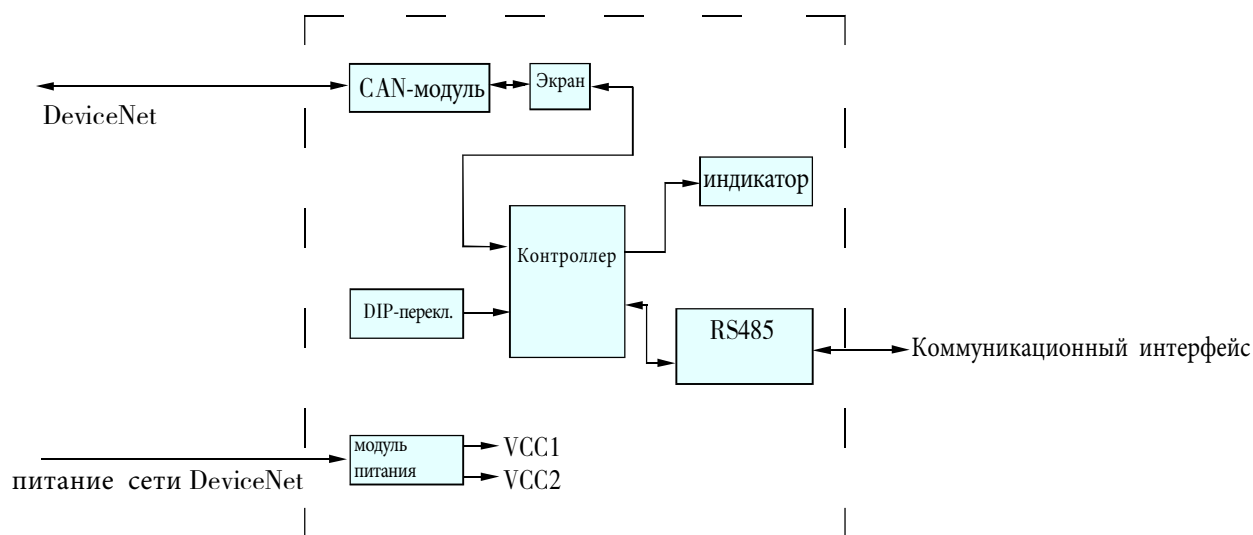 CAN-модуль
Экран
DeviceNet
индикатор
Контроллер
DIP-перекл.
RS485
Коммуникационный интерфейс
модуль
питания
VCC1
VCC2
питание сети DeviceNet